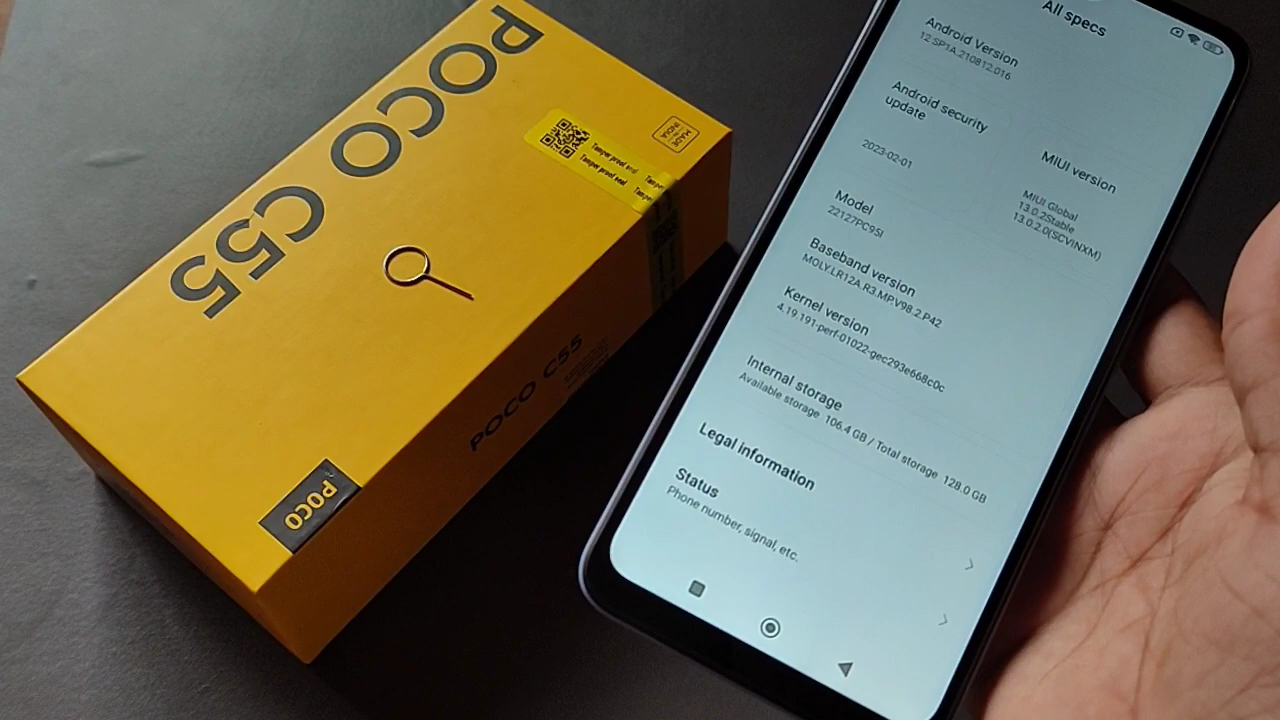 POCO C55
Tamper proof seal
Tamper proof seal
MADE
INDIA
POCO C55
POCO
All specs
Android Version
12 SP1A.210812.016
Android security
update
2023-02-01
MIUI version
MIUI Global
13.0.2Stable
13.0.2.0(SCVINXM)
Model
22127PC95I
Baseband version
MOLY.LR12A.R3.MP.V98.2.P42
Kernel version
4.19.191-perf-01022-gec293e668c0c
Internal storage
Available storage 106.4 GB / Total storage 128.0 GB
Legal information
Status
Phone number, signal, etc.